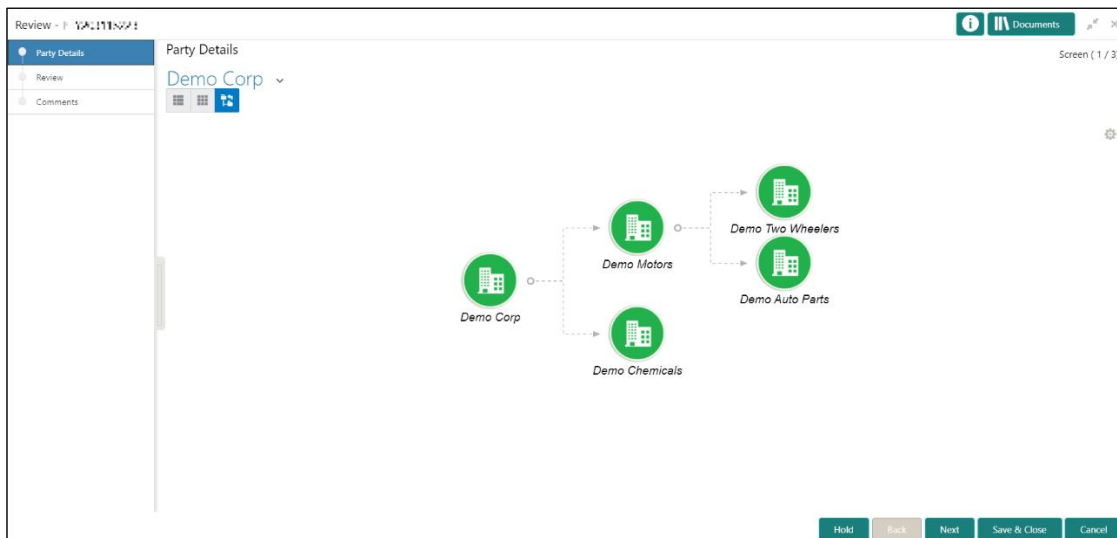 Review -
Documents
Party Details
Review
Comments
Party Details
Screen ( 1 / 3)
Demo Corp
Demo Two Wheelers
Demo Motors
Demo Auto Parts
Demo Corp
Demo Chemicals
Hold
Back
Next
Save & Close
Cancel